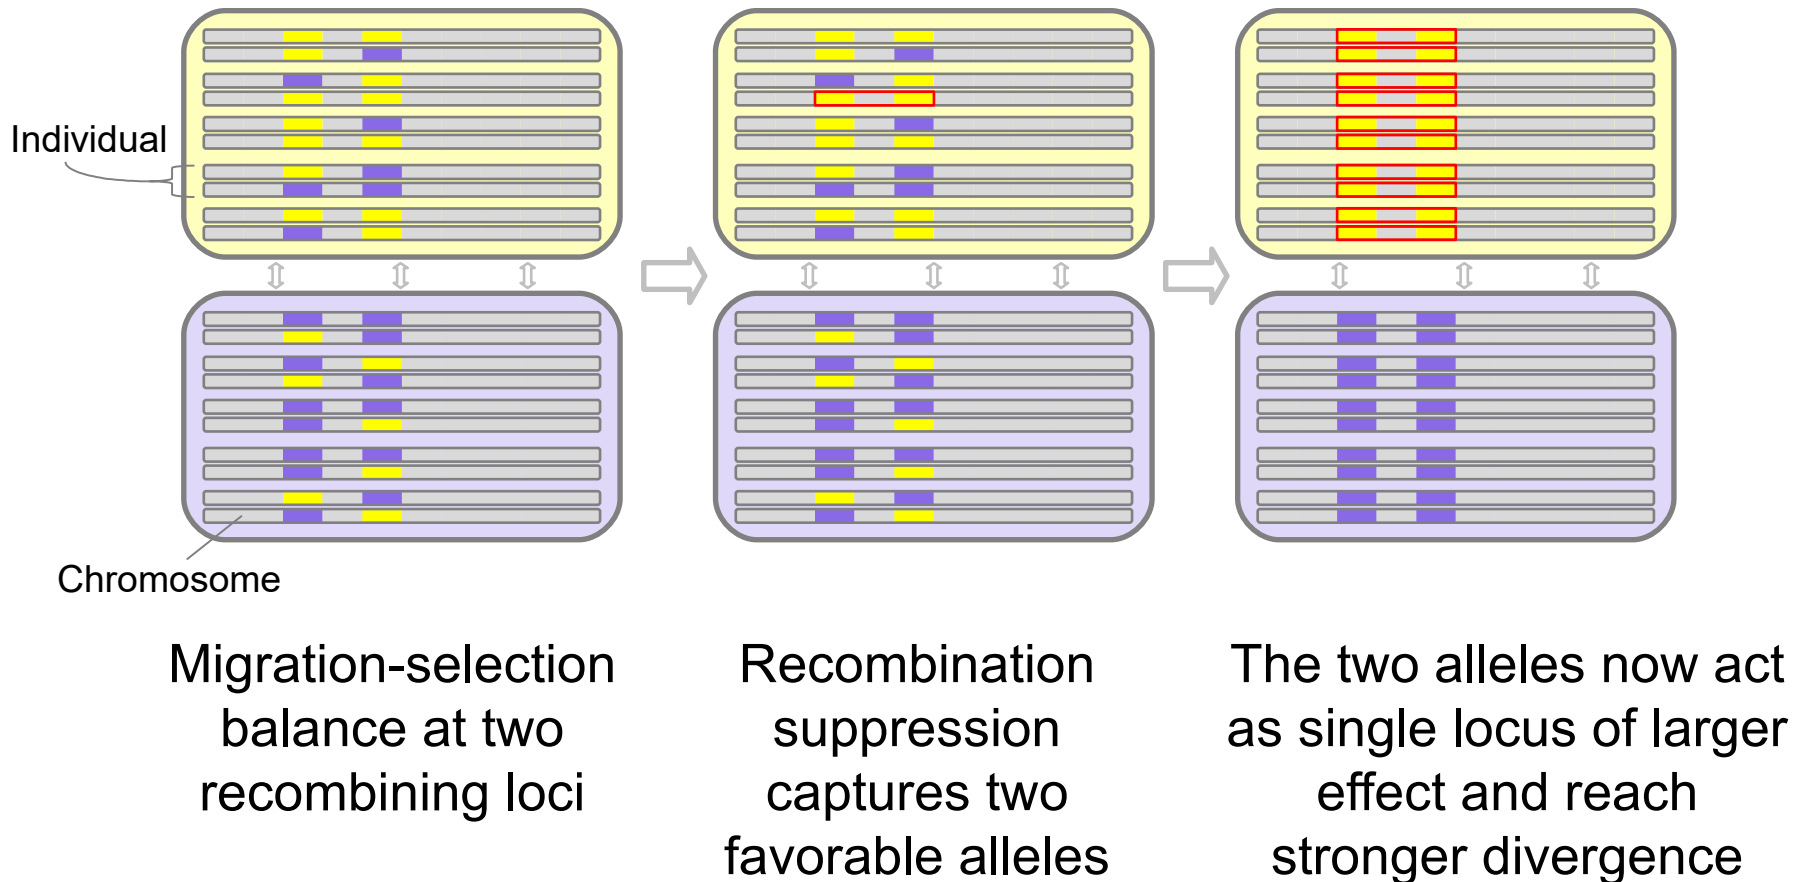 Individual
Chromosome
Migration-selection
balance at two
recombining loci
Recombination
suppression
captures two
favorable alleles
The two alleles now act
as single locus of larger
effect and reach
stronger divergence